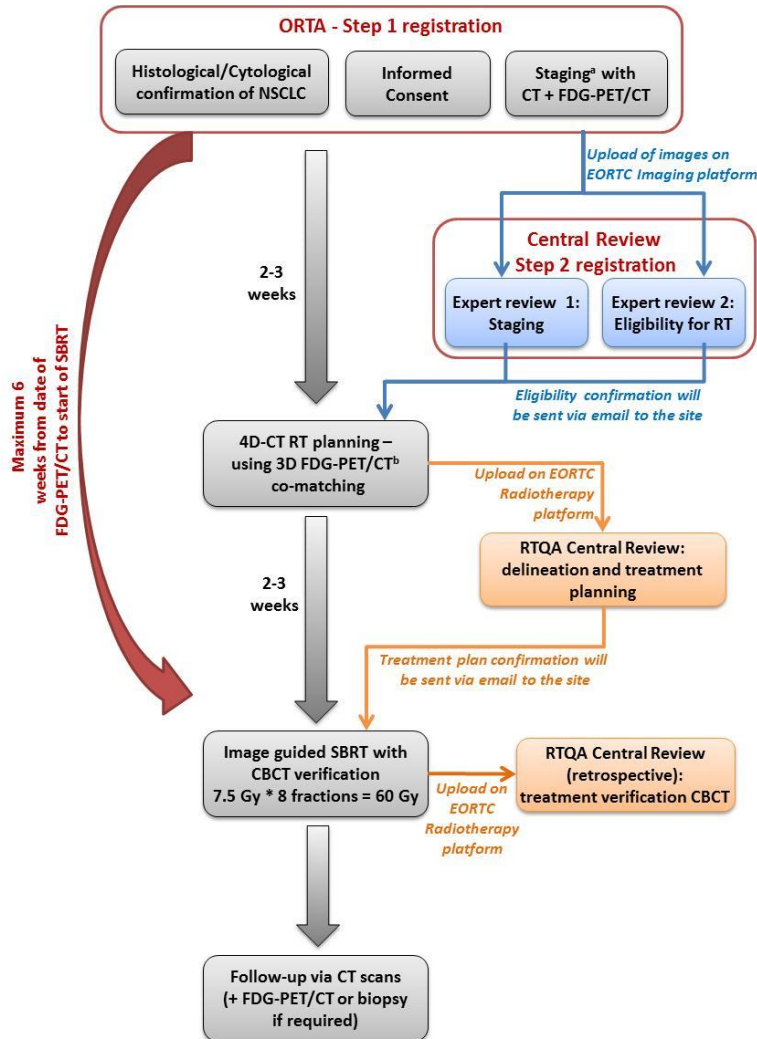 ORTA - Step 1 registration
Histological/Cytological
confirmation of NSCLC
Informed
Consent
Stagingᵃ with
CT + FDG-PET/CT
Upload of images on
EORTC Imaging platform
Central Review
Step 2 registration
Expert review 1:
Staging
Expert review 2:
Eligibility for RT
2-3
weeks
Eligibility confirmation will
be sent via email to the site
Maximum 6
weeks from date of
FDG-PET/CT to start of SBRT
4D-CT RT planning –
using 3D FDG-PET/CTᵇ
co-matching
Upload on EORTC
Radiotherapy
platform
RTQA Central Review:
delineation and treatment
planning
2-3
weeks
Treatment plan confirmation will
be sent via email to the site
Image guided SBRT with
CBCT verification
7.5 Gy * 8 fractions = 60 Gy
Upload on
EORTC
Radiotherapy
platform
RTQA Central Review
(retrospective):
treatment verification CBCT
Follow-up via CT scans
(+ FDG-PET/CT or biopsy
if required)